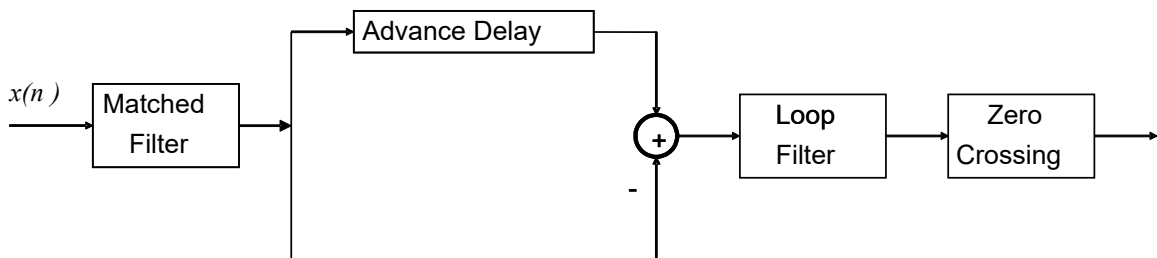 Advance Delay
x(n )
Matched
Filter
+
-
Loop
Filter
Zero
Crossing